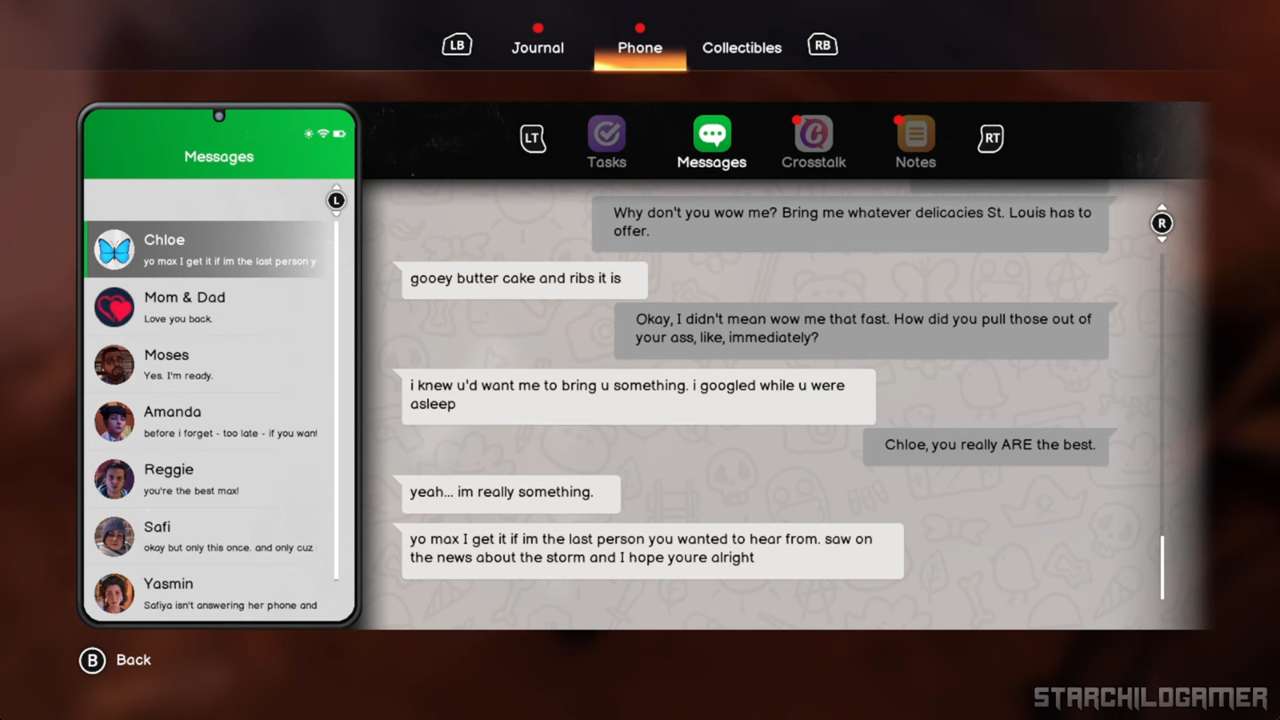 LB
Journal
Phone
Collectibles
RB
Messages
L
Chloe
yo max I get it if im the last person y
Mom & Dad
Love you back.
Moses
Yes. I'm ready.
Amanda
before i forget - too late - if you want
Reggie
you're the best max!
Safi
okay but only this once. and only cuz
Yasmin
Safiya isn't answering her phone and
LT
Tasks
Messages
Crosstalk
Notes
RT
R
Why don't you wow me? Bring me whatever delicacies St. Louis has to
offer.
gooey butter cake and ribs it is
Okay, I didn't mean wow me that fast. How did you pull those out of
your ass, like, immediately?
i knew u'd want me to bring u something. i googled while u were
asleep
Chloe, you really ARE the best.
yeah... im really something.
yo max I get it if im the last person you wanted to hear from. saw on
the news about the storm and I hope youre alright
B Back
STARCHILDGAMER